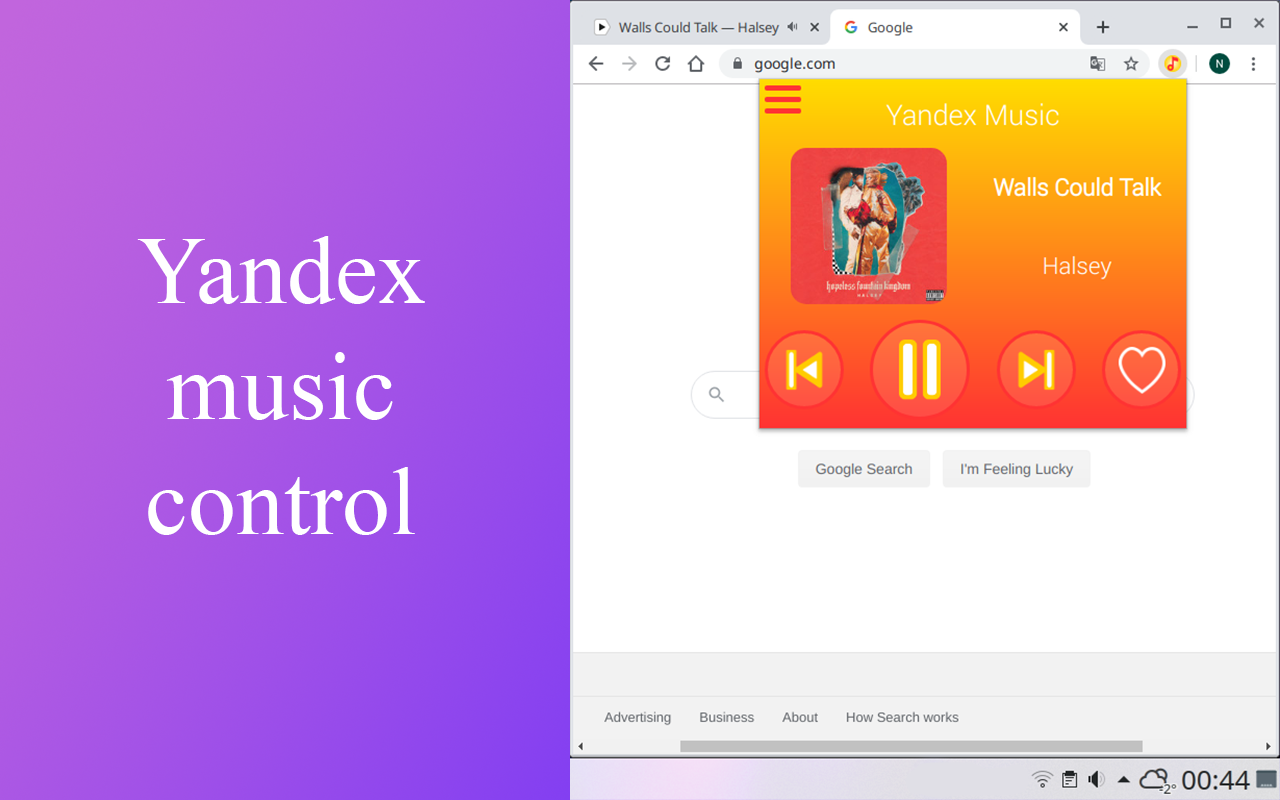 Yandex
music
control
Walls Could Talk — Halsey
Google
google.com
N
Yandex Music
Walls Could Talk
Halsey
hopeless fountain kingdom
HALSEY
Google Search
I'm Feeling Lucky
Advertising
Business
About
How Search works
-2°
00:44